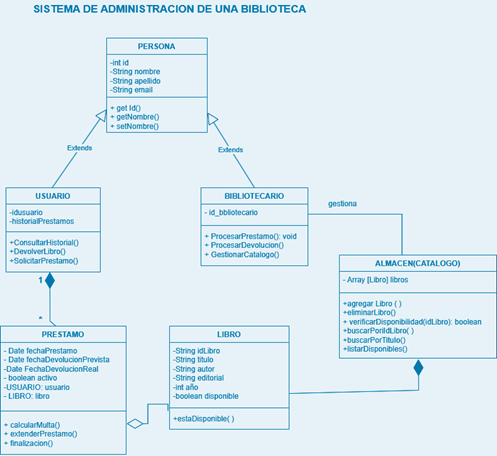 SISTEMA DE ADMINISTRACION DE UNA BIBLIOTECA
PERSONA
-int id
-String nombre
-String apellido
-String email
+ get Id()
+ getNombre()
+ setNombre()
Extends
Extends
USUARIO
-idusuario
-historialPrestamos
+ConsultarHistorial()
+DevolverLibro()
+SolicitarPrestamo()
BIBLIOTECARIO
- id_bbliotecario
+ ProcesarPrestamo(): void
+ ProcesarDevolucion()
+ GestionarCatalogo()
gestiona
ALMACEN(CATALOGO)
- Array [Libro] libros
+agregar Libro ( )
+eliminarLibro()
+ verificarDisponibilidad(idLibro): boolean
+buscarPorIdLibro( )
+buscarPorTitulo()
+listarDisponibles()
1
*
PRESTAMO
- Date fechaPrestamo
- Date fechaDevolucionPrevista
-Date FechaDevolucionReal
- boolean activo
-USUARIO: usuario
- LIBRO: libro
+ calcularMulta()
+ extenderPrestamo()
+ finalizacion()
LIBRO
-String idLibro
-String titulo
-String autor
-String editorial
-int año
-boolean disponible
+estaDisponible( )